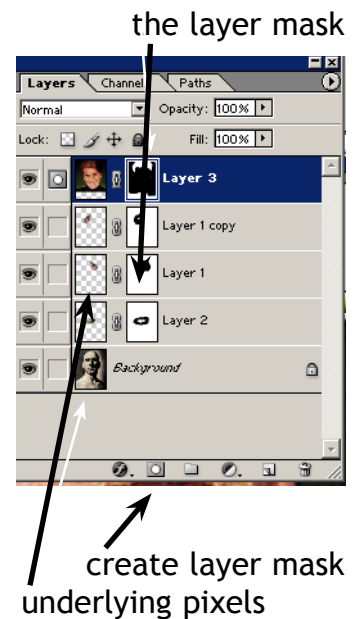 the layer mask
Layers Channel Paths
Normal Opacity: 100%
Lock: Fill: 100%
Layer 3
Layer 1 copy
Layer 1
Layer 2
Background
create layer mask
underlying pixels